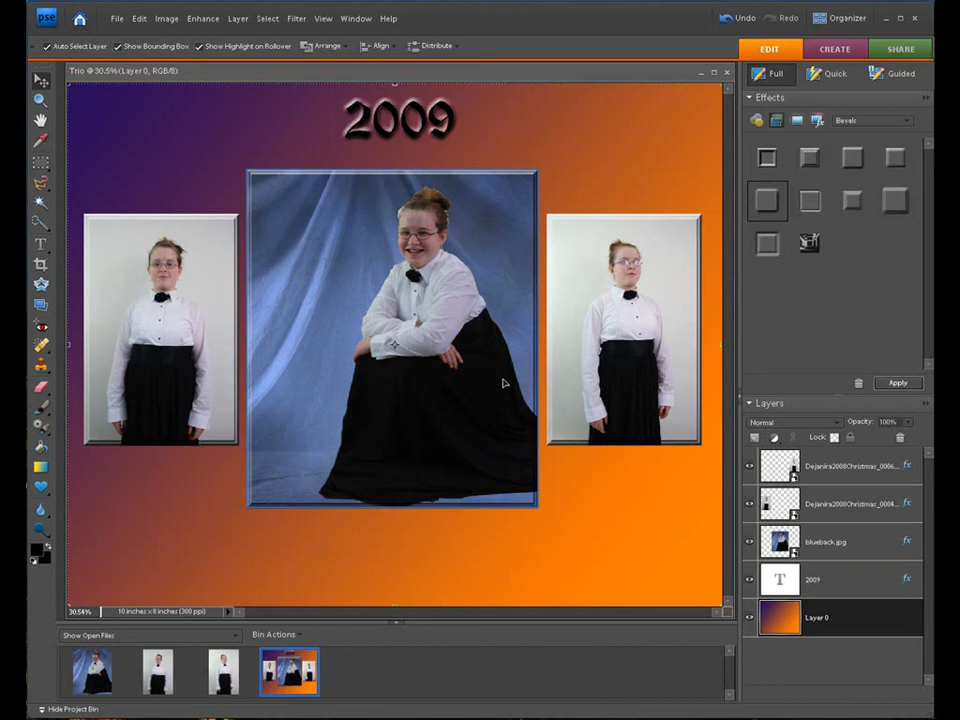 pse File Edit Image Enhance Layer Select Filter View Window Help Undo Redo Organizer
Auto Select Layer Show Bounding Box Show Highlight on Rollover Arrange Align Distribute EDIT CREATE SHARE
Trio @ 30.5% (Layer 0, RGB/8)
Full Quick Guided
Effects
Bevels
2009
Apply
Layers
Normal Opacity: 100%
Lock:
Dejanira2008Christmas_0006...
Dejanira2008Christmas_0004...
blueback.jpg
T 2009
Layer 0
30.54% 10 inches x 8 inches (300 ppi)
Show Open Files Bin Actions
Hide Project Bin